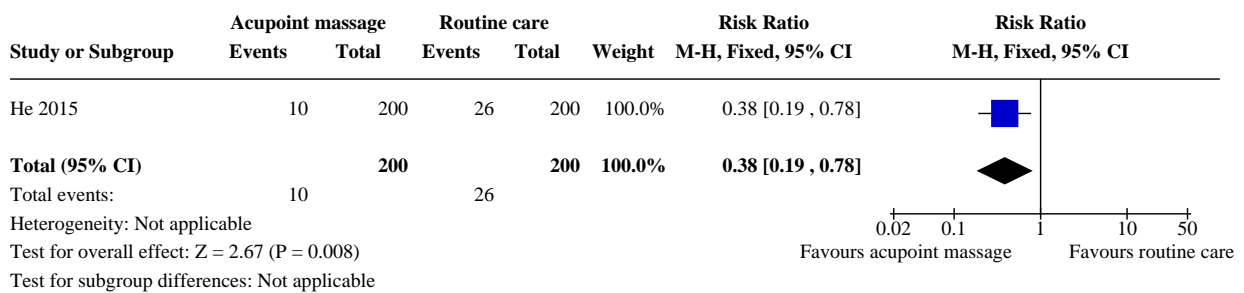 Acupoint massage Routine care Risk Ratio Risk Ratio
Study or Subgroup Events Total Events Total Weight M-H, Fixed, 95% CI M-H, Fixed, 95% CI
He 2015 10 200 26 200 100.0% 0.38 [0.19 , 0.78]
Total (95% CI) 200 200 100.0% 0.38 [0.19 , 0.78]
Total events: 10 26
Heterogeneity: Not applicable
0.02 0.1 1 10 50
Test for overall effect: Z = 2.67 (P = 0.008) Favours acupoint massage Favours routine care
Test for subgroup differences: Not applicable